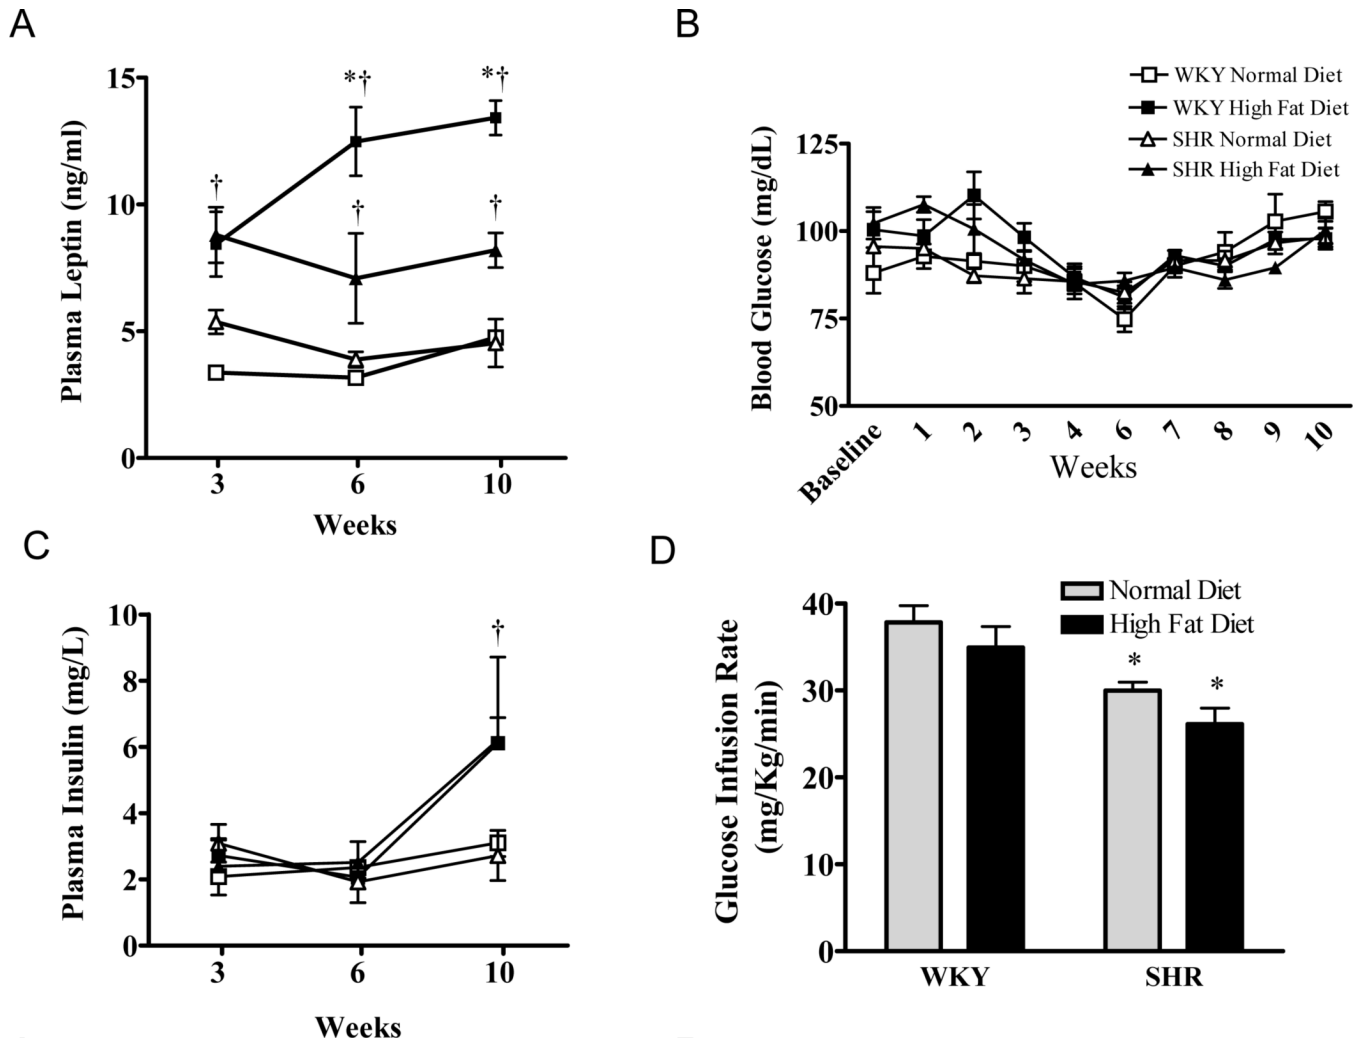 A
15
10
5
0
Plasma Leptin (ng/ml)
†
*†
†
*†
†
3 6 10
Weeks
B
WKY Normal Diet
WKY High Fat Diet
SHR Normal Diet
SHR High Fat Diet
125
100
75
50
Blood Glucose (mg/dL)
Baseline 1 2 3 4 6 7 8 9 10
Weeks
C
10
8
6
4
2
0
Plasma Insulin (mg/L)
†
3 6 10
Weeks
D
Normal Diet
High Fat Diet
40
30
20
10
0
Glucose Infusion Rate
(mg/Kg/min)
* *
WKY SHR